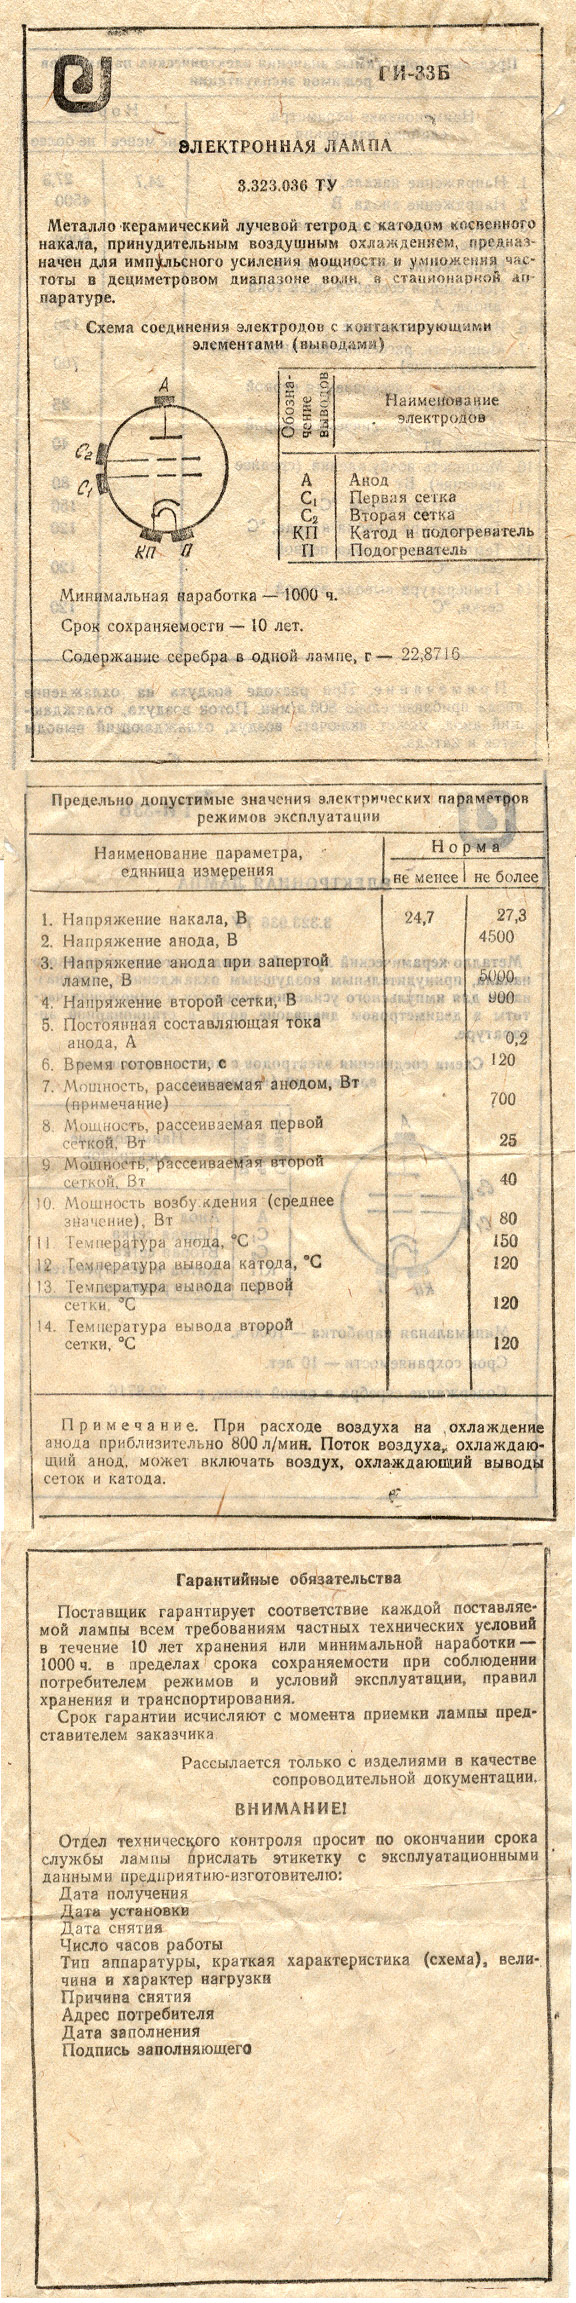 ГИ-33Б
ЭЛЕКТРОННАЯ ЛАМПА
3.323.036 ТУ
Металло-керамический лучевой тетрод с катодом косвенного
накала, принудительным воздушным охлаждением, предназ-
начен для импульсного усиления мощности и умножения час-
тоты в дециметровом диапазоне волн, в стационарной ап-
паратуре.
Схема соединения электродов с контактирующими
элементами (выводами)
А
С₂
С₁
КП П
Обозна-
чение
выводов
Наименование
электродов
А Анод
С₁ Первая сетка
С₂ Вторая сетка
КП Катод и подогреватель
П Подогреватель
Минимальная наработка — 1000 ч.
Срок сохраняемости — 10 лет.
Содержание серебра в одной лампе, г — 22,8716
Предельно допустимые значения электрических параметров
режимов эксплуатации
Наименование параметра,
единица измерения
Норма
не менее не более
1. Напряжение накала, В 24,7 27,3
2. Напряжение анода, В 4500
3. Напряжение анода при запертой
лампе, В 5000
4. Напряжение второй сетки, В 900
5. Постоянная составляющая тока
анода, А 0,2
6. Время готовности, с 120
7. Мощность, рассеиваемая анодом, Вт
(примечание) 700
8. Мощность, рассеиваемая первой
сеткой, Вт 25
9. Мощность, рассеиваемая второй
сеткой, Вт 40
10. Мощность возбуждения (среднее
значение), Вт 80
11. Температура анода, °С 150
12. Температура вывода катода, °С 120
13. Температура вывода первой
сетки, °С 120
14. Температура вывода второй
сетки, °С 120
Примечание. При расходе воздуха на охлаждение
анода приблизительно 800 л/мин. Поток воздуха, охлаждаю-
щий анод, может включать воздух, охлаждающий выводы
сеток и катода.
Гарантийные обязательства
Поставщик гарантирует соответствие каждой поставляе-
мой лампы всем требованиям частных технических условий
в течение 10 лет хранения или минимальной наработки —
1000 ч. в пределах срока сохраняемости при соблюдении
потребителем режимов и условий эксплуатации, правил
хранения и транспортирования.
Срок гарантии исчисляют с момента приемки лампы пред-
ставителем заказчика.
Рассылается только с изделиями в качестве
сопроводительной документации.
ВНИМАНИЕ!
Отдел технического контроля просит по окончании срока
службы лампы прислать этикетку с эксплуатационными
данными предприятию-изготовителю:
Дата получения
Дата установки
Дата снятия
Число часов работы
Тип аппаратуры, краткая характеристика (схема), вели-
чина и характер нагрузки
Причина снятия
Адрес потребителя
Дата заполнения
Подпись заполняющего